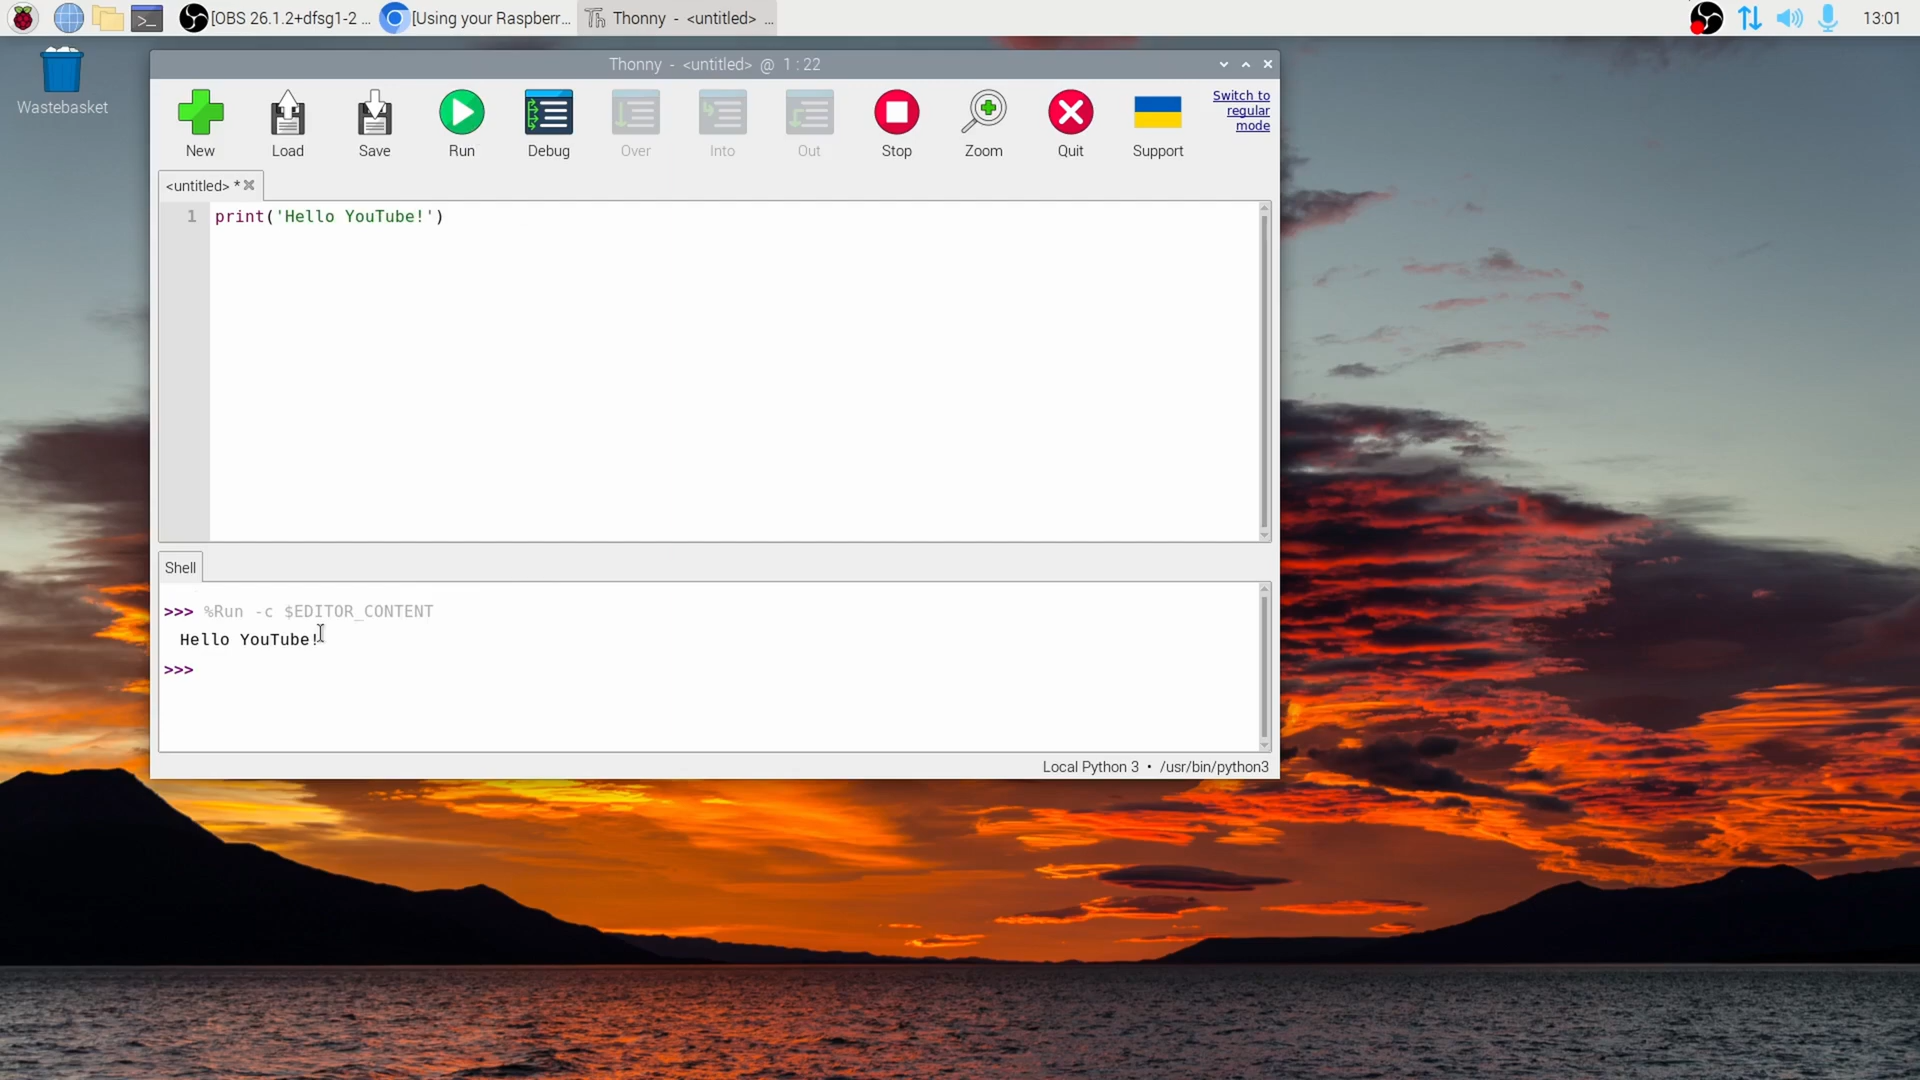 [OBS 26.1.2+dfsg1-2 ... [Using your Raspberr... Thonny - <untitled> ... 13:01
Wastebasket
Thonny - <untitled> @ 1 : 22
New Load Save Run Debug Over Into Out Stop Zoom Quit Support
Switch to
regular
mode
<untitled> *
1 print('Hello YouTube!')
Shell
>>> %Run -c $EDITOR_CONTENT
Hello YouTube!
>>>
Local Python 3 • /usr/bin/python3